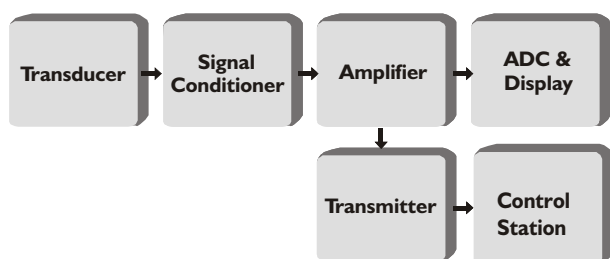 Transducer
Signal
Conditioner
Amplifier
ADC &
Display
Transmitter
Control
Station